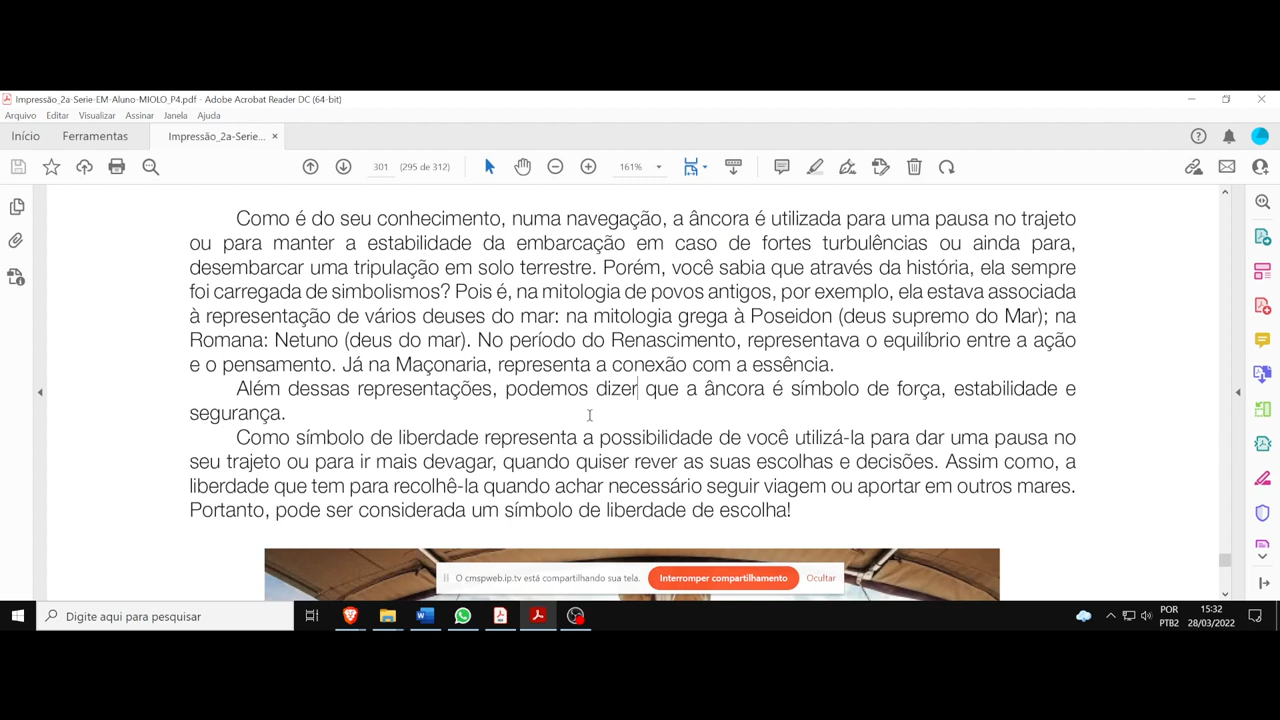 Impressão_2a-Serie-EM-Aluno-MIOLO_P4.pdf - Adobe Acrobat Reader DC (64-bit)
Arquivo Editar Visualizar Assinar Janela Ajuda
Início Ferramentas Impressão_2a-Serie...
301 (295 de 312) 161%
Como é do seu conhecimento, numa navegação, a âncora é utilizada para uma pausa no trajeto
ou para manter a estabilidade da embarcação em caso de fortes turbulências ou ainda para,
desembarcar uma tripulação em solo terrestre. Porém, você sabia que através da história, ela sempre
foi carregada de simbolismos? Pois é, na mitologia de povos antigos, por exemplo, ela estava associada
à representação de vários deuses do mar: na mitologia grega à Poseidon (deus supremo do Mar); na
Romana: Netuno (deus do mar). No período do Renascimento, representava o equilíbrio entre a ação
e o pensamento. Já na Maçonaria, representa a conexão com a essência.
Além dessas representações, podemos dizer que a âncora é símbolo de força, estabilidade e
segurança.
Como símbolo de liberdade representa a possibilidade de você utilizá-la para dar uma pausa no
seu trajeto ou para ir mais devagar, quando quiser rever as suas escolhas e decisões. Assim como, a
liberdade que tem para recolhê-la quando achar necessário seguir viagem ou aportar em outros mares.
Portanto, pode ser considerada um símbolo de liberdade de escolha!
O cmspweb.ip.tv está compartilhando sua tela. Interromper compartilhamento Ocultar
Digite aqui para pesquisar
POR 15:32
PTB2 28/03/2022